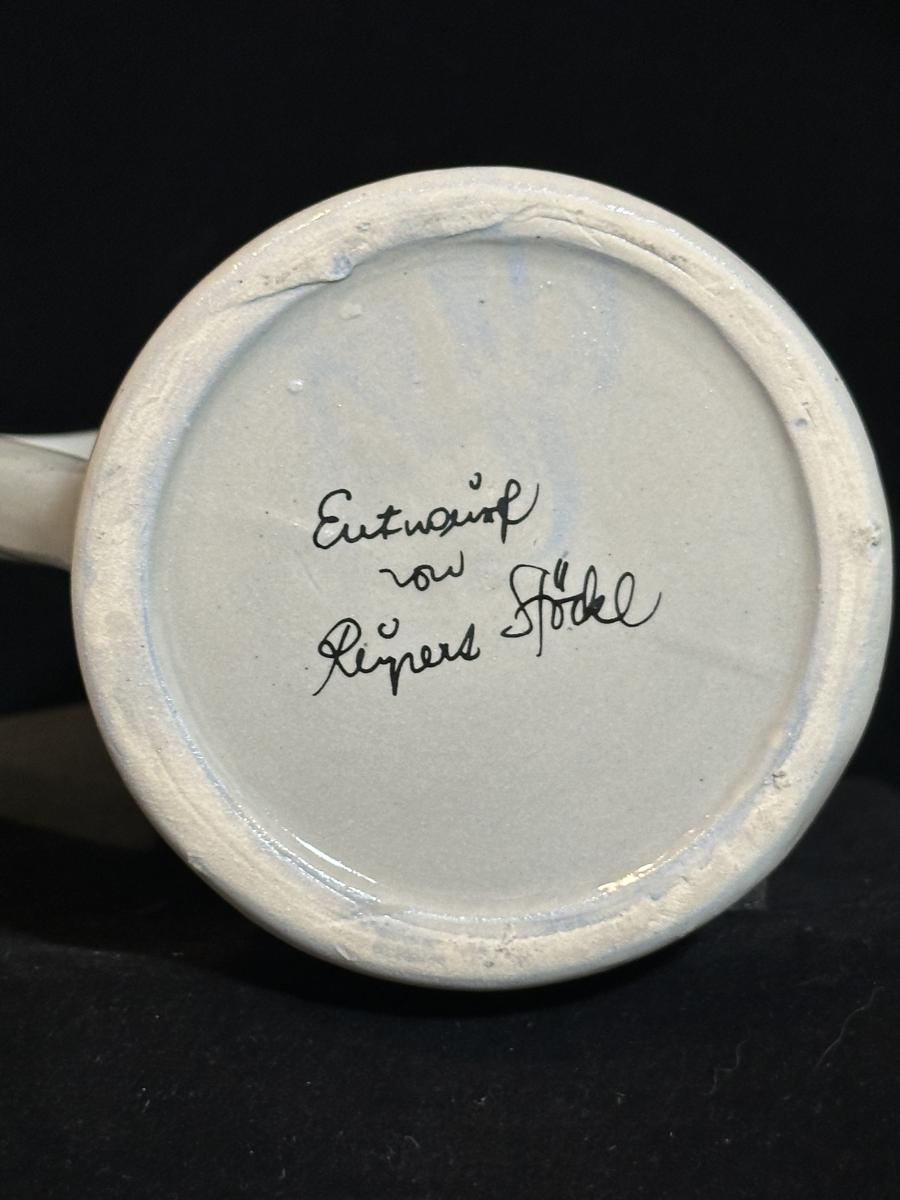 Entwurf
von
Rupert Stöckl